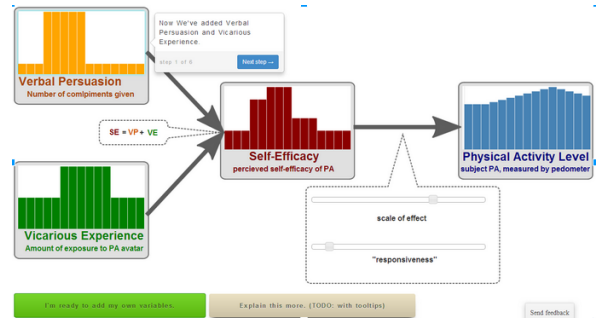 Now We've added Verbal
Persuasion and Vicarious
Experience.
step 1 of 6
Next step →
Verbal Persuasion
Number of comlpiments given
SE = VP + VE
Self-Efficacy
percieved self-efficacy of PA
Physical Activity Level
subject PA, measured by pedometer
Vicarious Experience
Amount of exposure to PA avatar
scale of effect
"responsiveness"
I'm ready to add my own variables.
Explain this more. (TODO: with tooltips)
Send feedback